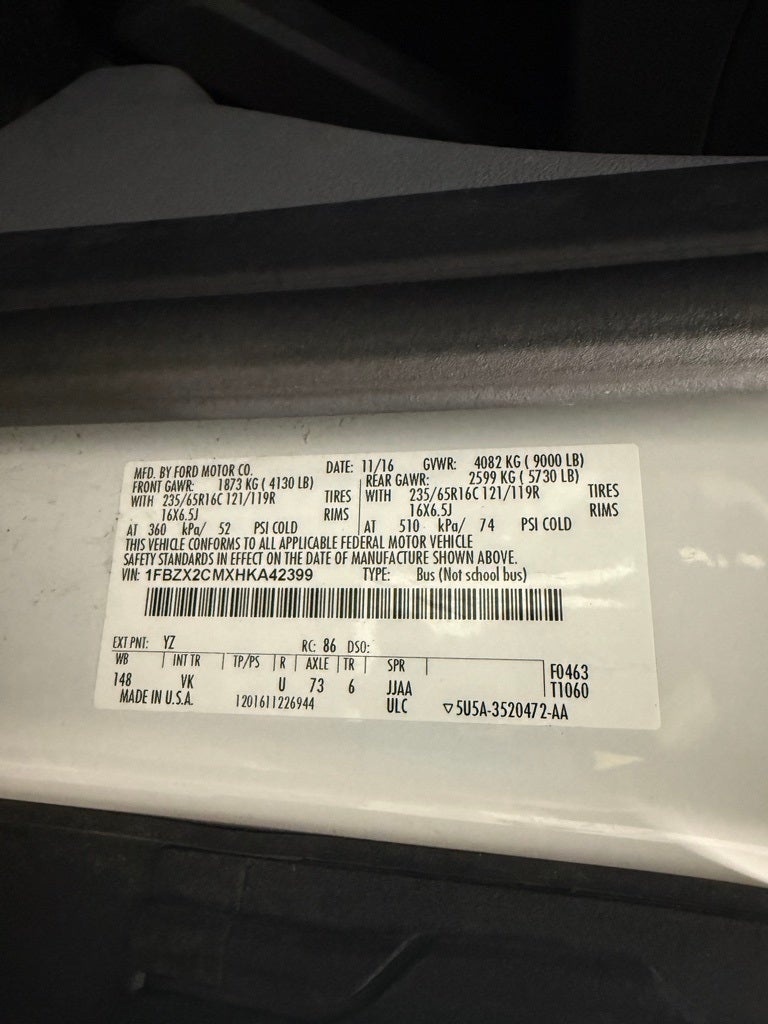 MFD. BY FORD MOTOR CO. DATE: 11/16 GVWR: 4082 KG ( 9000 LB)
FRONT GAWR: 1873 KG ( 4130 LB) REAR GAWR: 2599 KG ( 5730 LB)
WITH 235/65R16C 121/119R TIRES WITH 235/65R16C 121/119R TIRES
16X6.5J RIMS 16X6.5J RIMS
AT 360 kPa/ 52 PSI COLD AT 510 kPa/ 74 PSI COLD
THIS VEHICLE CONFORMS TO ALL APPLICABLE FEDERAL MOTOR VEHICLE
SAFETY STANDARDS IN EFFECT ON THE DATE OF MANUFACTURE SHOWN ABOVE.
VIN: 1FBZX2CMXHKA42399 TYPE: Bus (Not school bus)
EXT PNT: YZ RC: 86 DSO:
WB INT TR TP/PS R AXLE TR SPR F0463
148 VK U 73 6 JJAA T1060
MADE IN U.S.A. 1201611226944 ULC ▽5U5A-3520472-AA